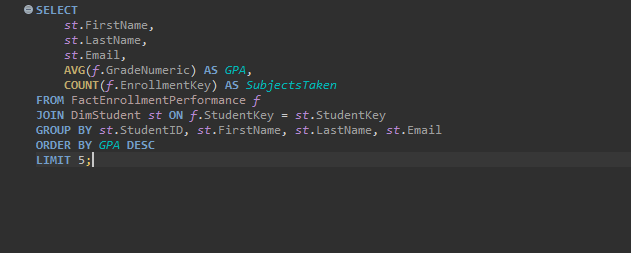 SELECT
st.FirstName,
st.LastName,
st.Email,
AVG(f.GradeNumeric) AS GPA,
COUNT(f.EnrollmentKey) AS SubjectsTaken
FROM FactEnrollmentPerformance f
JOIN DimStudent st ON f.StudentKey = st.StudentKey
GROUP BY st.StudentID, st.FirstName, st.LastName, st.Email
ORDER BY GPA DESC
LIMIT 5;